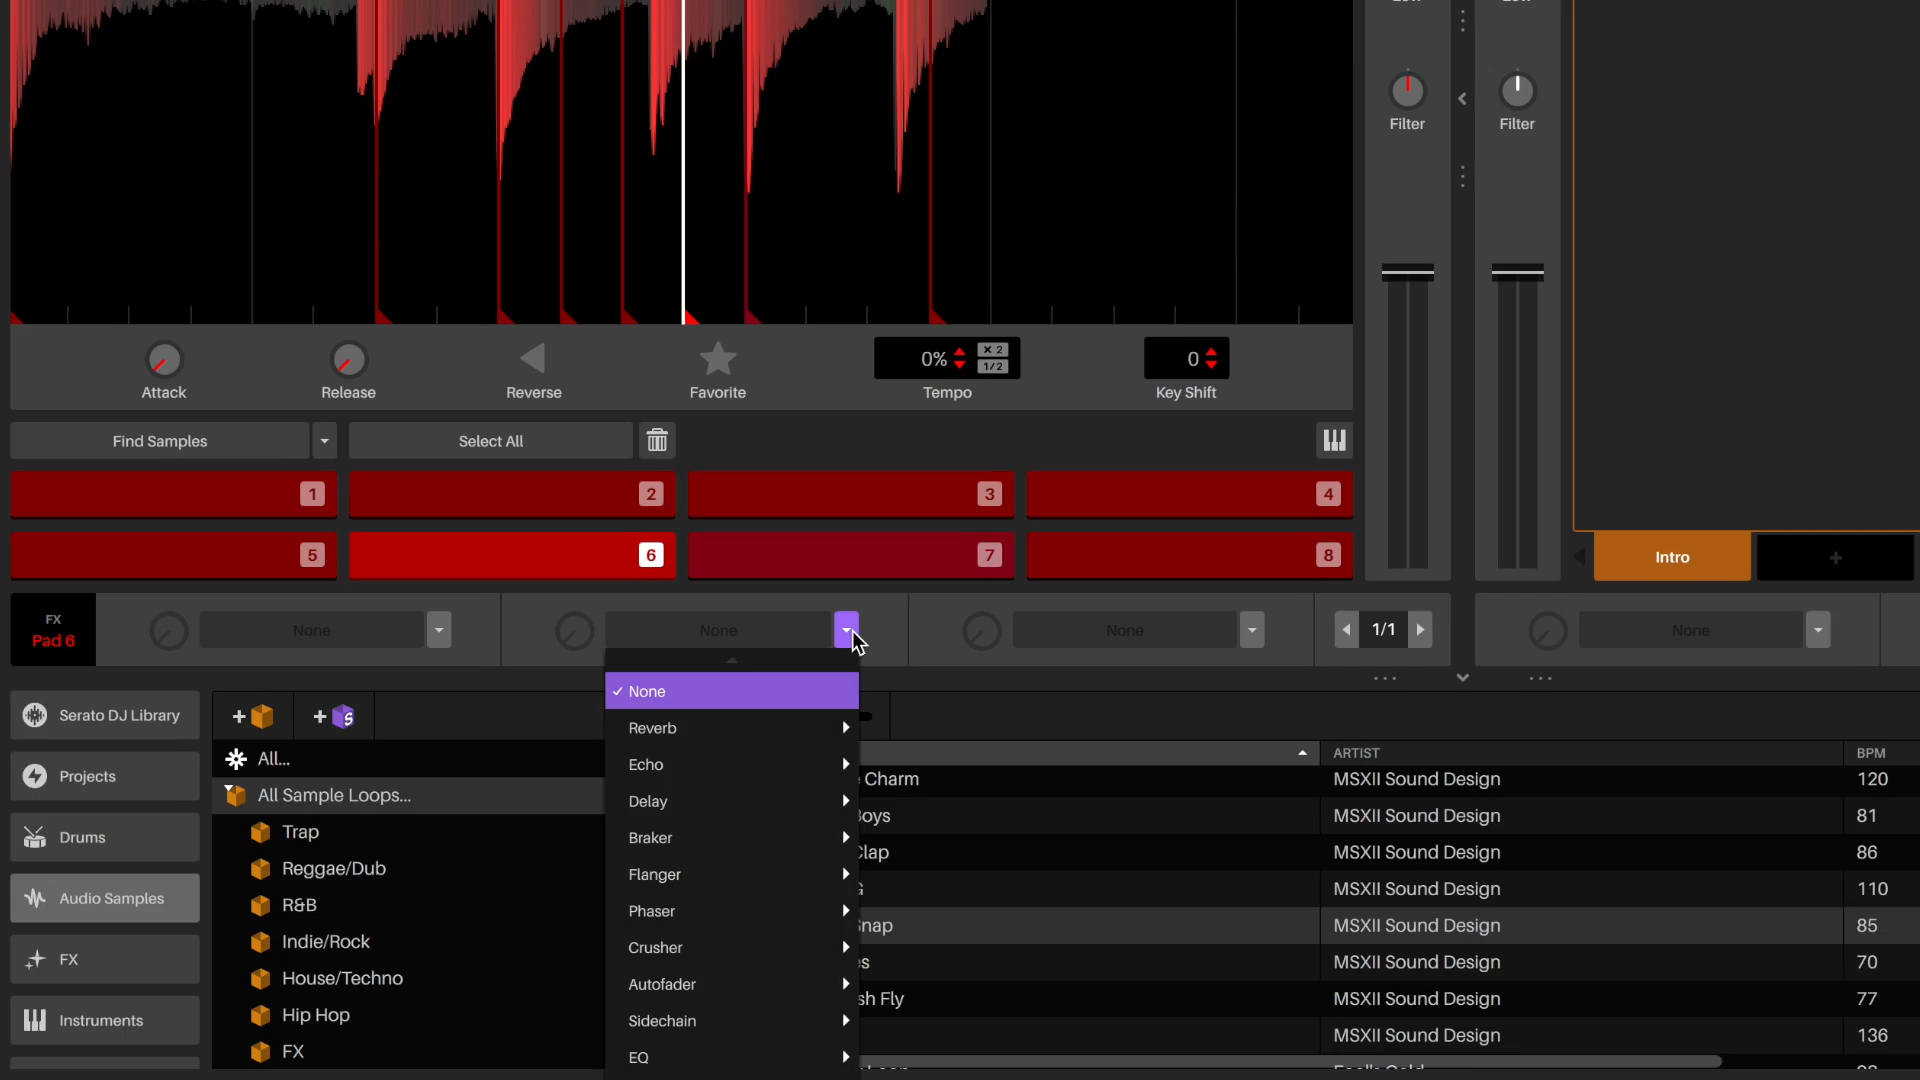 Filter Filter
0% × 2 1/2 0
Attack Release Reverse Favorite Tempo Key Shift
Find Samples Select All
1 2 3 4
5 6 7 8
Intro +
FX
Pad 6
None None None 1/1 None
None
Reverb
Echo
Delay
Braker
Flanger
Phaser
Crusher
Autofader
Sidechain
EQ
Serato DJ Library
Projects
Drums
Audio Samples
FX
Instruments
+ + S
All...
All Sample Loops...
Trap
Reggae/Dub
R&B
Indie/Rock
House/Techno
Hip Hop
FX
ARTIST BPM
Charm MSXII Sound Design 120
MSXII Sound Design 81
MSXII Sound Design 86
MSXII Sound Design 110
MSXII Sound Design 85
MSXII Sound Design 70
Fly MSXII Sound Design 77
MSXII Sound Design 136